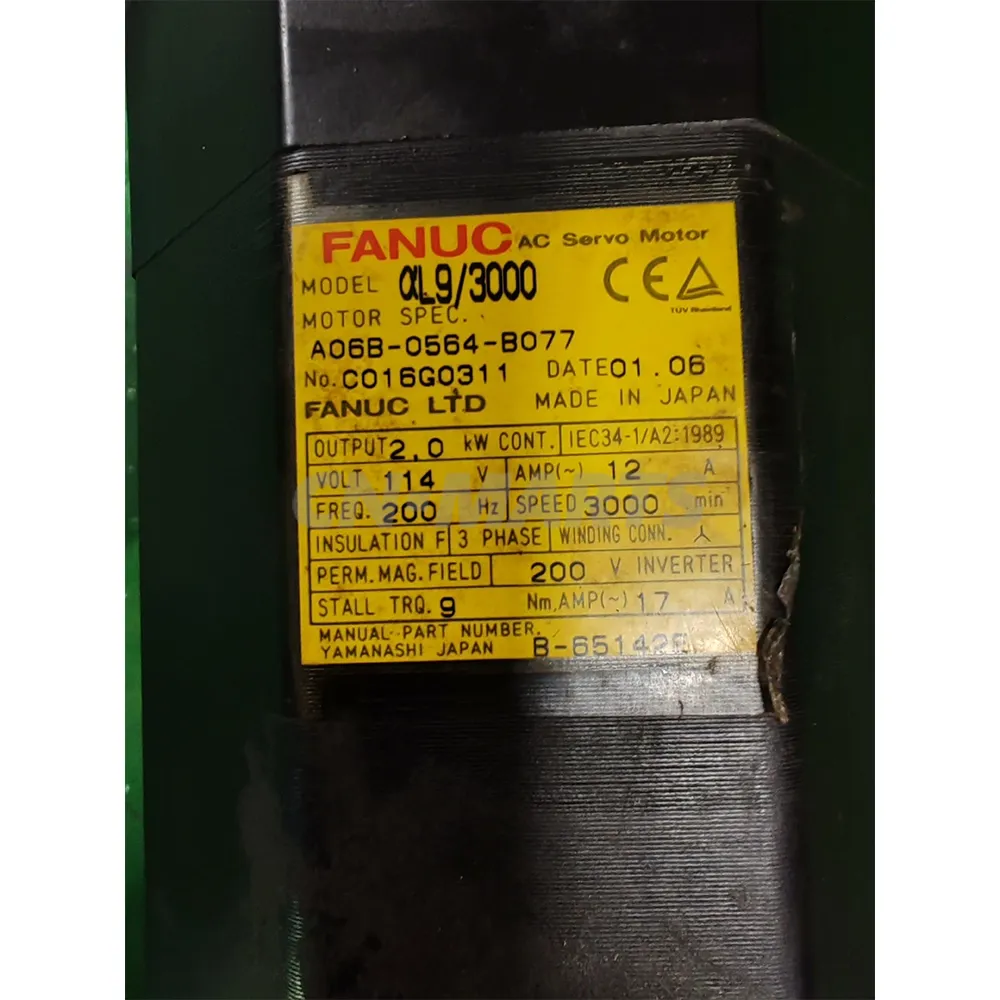 FANUC AC Servo Motor
MODEL αL9/3000
CE
TÜV Rheinland
MOTOR SPEC.
A06B-0564-B077
No.C016G0311 DATE01.06
FANUC LTD MADE IN JAPAN
OUTPUT 2.0 kW CONT. IEC34-1/A2:1989
VOLT 114 V AMP(~) 12 A
FREQ. 200 Hz SPEED 3000 min
INSULATION F 3 PHASE WINDING CONN.
PERM.MAG.FIELD 200 V INVERTER
STALL TRQ. 9 Nm,AMP(~) 17 A
MANUAL PART NUMBER.
YAMANASHI JAPAN B-65142E